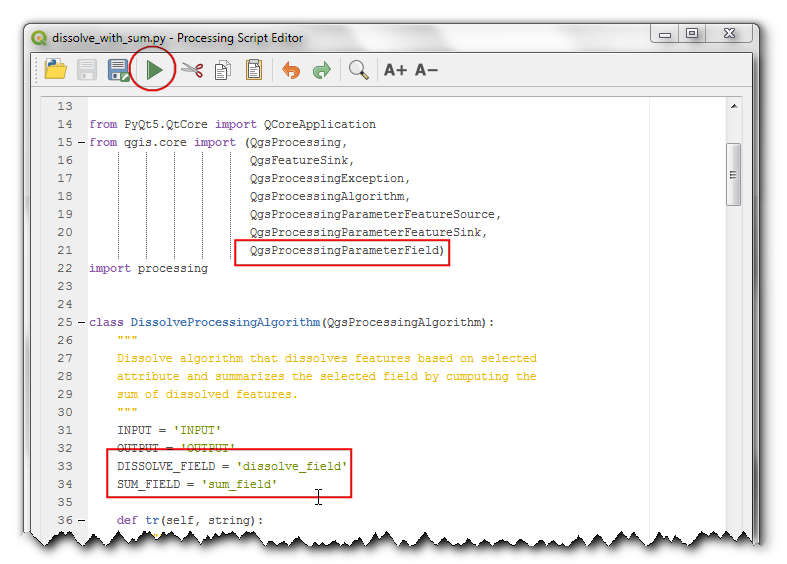 dissolve_with_sum.py - Processing Script Editor
A+ A−
13
14 from PyQt5.QtCore import QCoreApplication
15 from qgis.core import (QgsProcessing,
16 QgsFeatureSink,
17 QgsProcessingException,
18 QgsProcessingAlgorithm,
19 QgsProcessingParameterFeatureSource,
20 QgsProcessingParameterFeatureSink,
21 QgsProcessingParameterField)
22 import processing
23
24
25 class DissolveProcessingAlgorithm(QgsProcessingAlgorithm):
26 """
27 Dissolve algorithm that dissolves features based on selected
28 attribute and summarizes the selected field by cumputing the
29 sum of dissolved features.
30 """
31 INPUT = 'INPUT'
32 OUTPUT = 'OUTPUT'
33 DISSOLVE_FIELD = 'dissolve_field'
34 SUM_FIELD = 'sum_field'
35
36 def tr(self, string):